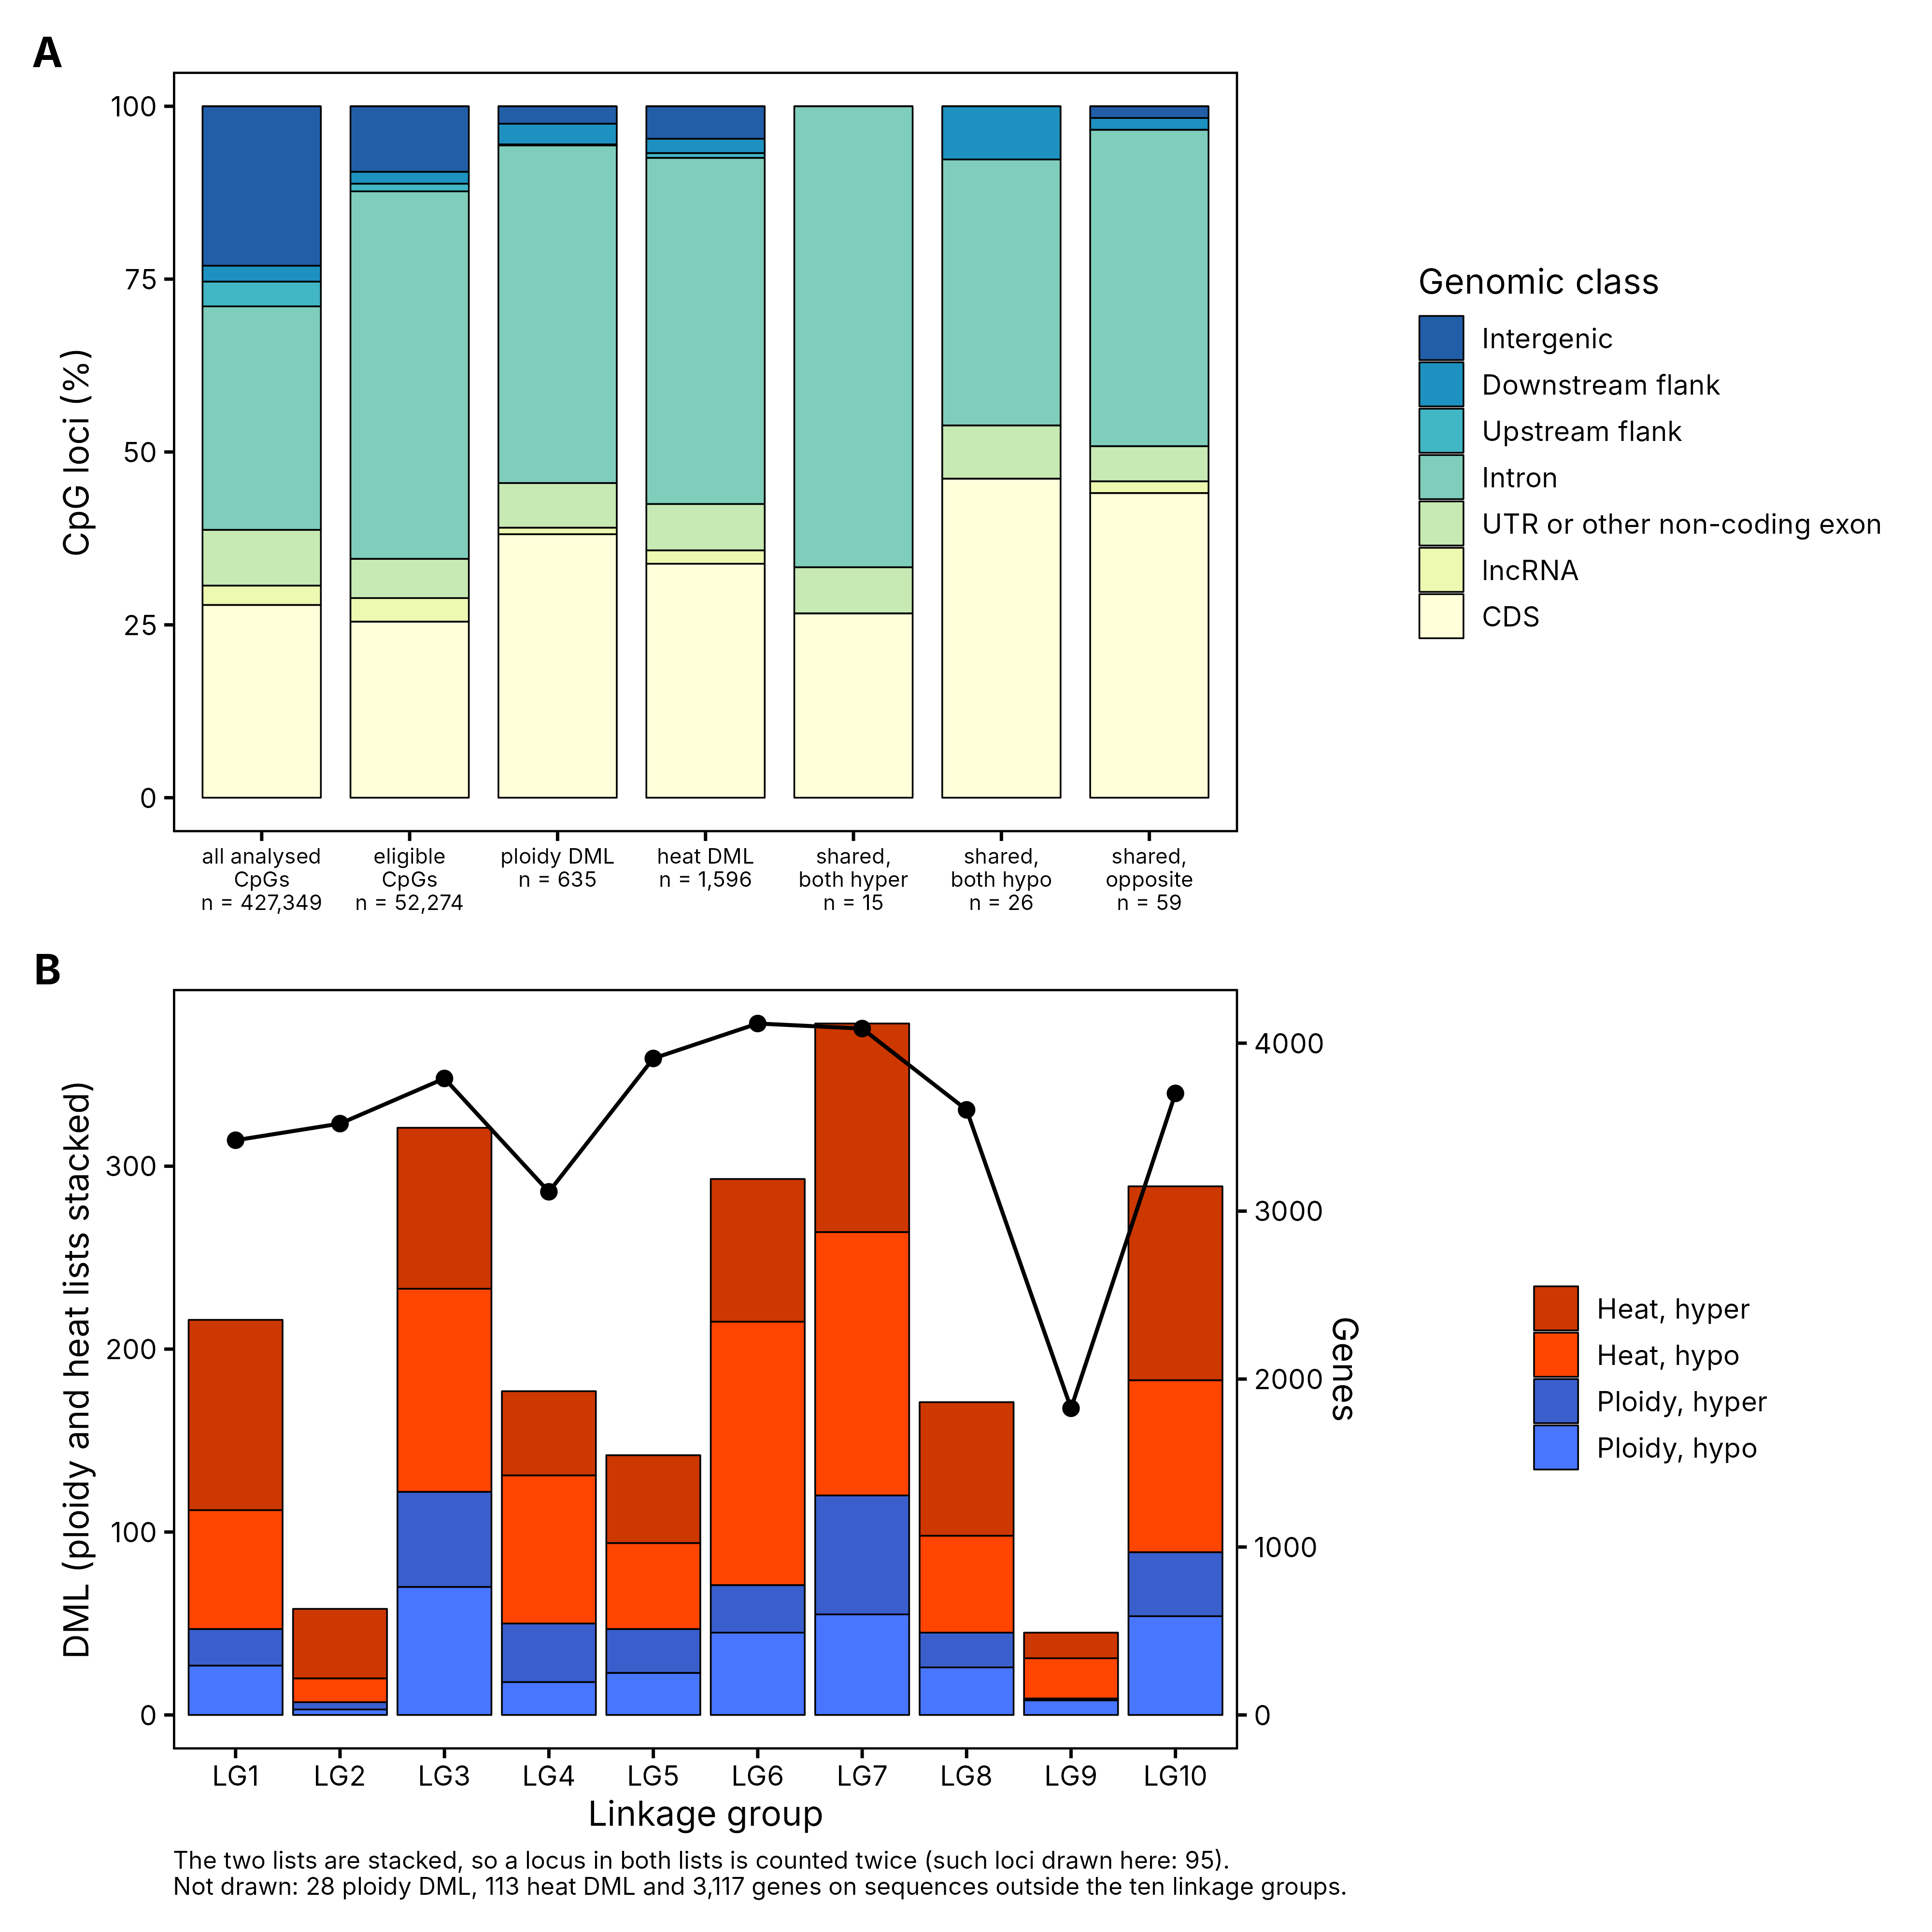 A
CpG loci (%)
100
75
50
25
0
all analysed
CpGs
n = 427,349
eligible
CpGs
n = 52,274
ploidy DML
n = 635
heat DML
n = 1,596
shared,
both hyper
n = 15
shared,
both hypo
n = 26
shared,
opposite
n = 59
Genomic class
Intergenic
Downstream flank
Upstream flank
Intron
UTR or other non-coding exon
lncRNA
CDS
B
DML (ploidy and heat lists stacked)
300
200
100
0
4000
3000
2000
1000
0
Genes
LG1
LG2
LG3
LG4
LG5
LG6
LG7
LG8
LG9
LG10
Linkage group
Heat, hyper
Heat, hypo
Ploidy, hyper
Ploidy, hypo
The two lists are stacked, so a locus in both lists is counted twice (such loci drawn here: 95).
Not drawn: 28 ploidy DML, 113 heat DML and 3,117 genes on sequences outside the ten linkage groups.